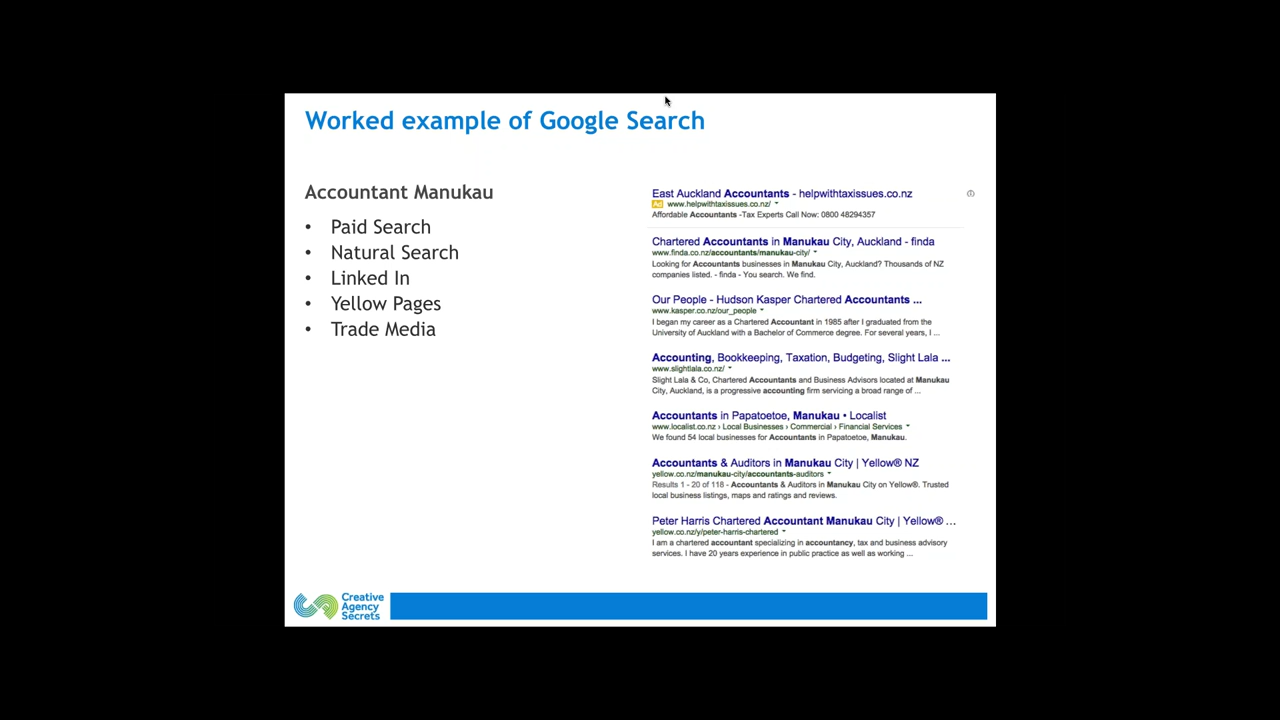 Worked example of Google Search
Accountant Manukau
• Paid Search
• Natural Search
• Linked In
• Yellow Pages
• Trade Media
East Auckland Accountants - helpwithtaxissues.co.nz
Ad www.helpwithtaxissues.co.nz/
Affordable Accountants -Tax Experts Call Now: 0800 48294357
Chartered Accountants in Manukau City, Auckland - finda
www.finda.co.nz/accountants/manukau-city/
Looking for Accountants businesses in Manukau City, Auckland? Thousands of NZ
companies listed. - finda - You search. We find.
Our People - Hudson Kasper Chartered Accountants ...
www.kasper.co.nz/our_people
I began my career as a Chartered Accountant in 1985 after I graduated from the
University of Auckland with a Bachelor of Commerce degree. For several years, I ...
Accounting, Bookkeeping, Taxation, Budgeting, Slight Lala ...
www.slightlala.co.nz/
Slight Lala & Co, Chartered Accountants and Business Advisors located at Manukau
City, Auckland, is a progressive accounting firm servicing a broad range of ...
Accountants in Papatoetoe, Manukau • Localist
www.localist.co.nz › Local Businesses › Commercial › Financial Services
We found 54 local businesses for Accountants in Papatoetoe, Manukau.
Accountants & Auditors in Manukau City | Yellow® NZ
yellow.co.nz/manukau-city/accountants-auditors
Results 1 - 20 of 118 - Accountants & Auditors in Manukau City on Yellow®. Trusted
local business listings, maps and ratings and reviews.
Peter Harris Chartered Accountant Manukau City | Yellow® ...
yellow.co.nz/y/peter-harris-chartered
I am a chartered accountant specializing in accountancy, tax and business advisory
services. I have 20 years experience in public practice as well as working ...
Creative
Agency
Secrets